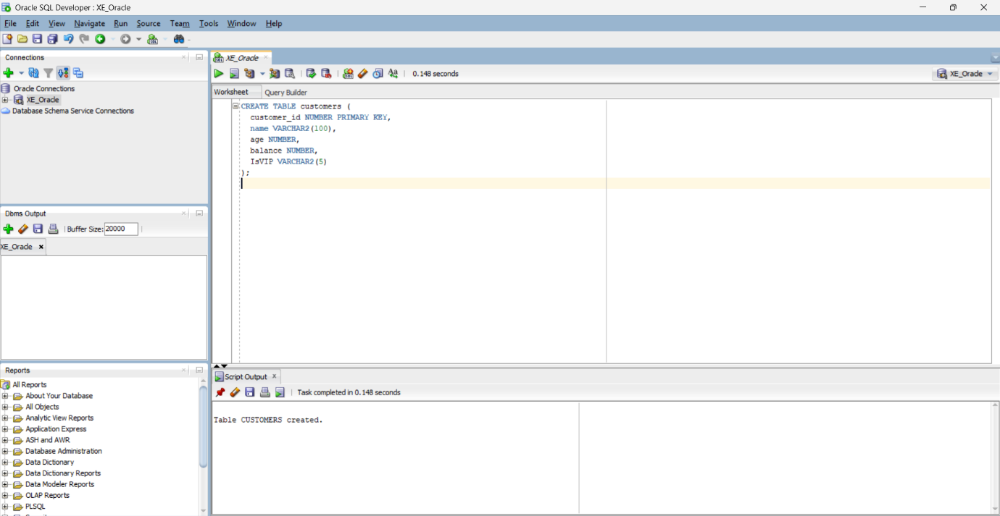 Oracle SQL Developer : XE_Oracle
File Edit View Navigate Run Source Team Tools Window Help
Connections
Oracle Connections
XE_Oracle
Database Schema Service Connections
Dbms Output
Buffer Size: 20000
XE_Oracle
Reports
All Reports
About Your Database
All Objects
Analytic View Reports
Application Express
ASH and AWR
Database Administration
Data Dictionary
Data Dictionary Reports
Data Modeler Reports
OLAP Reports
PLSQL
XE_Oracle
0.148 seconds
XE_Oracle
Worksheet Query Builder
CREATE TABLE customers (
customer_id NUMBER PRIMARY KEY,
name VARCHAR2(100),
age NUMBER,
balance NUMBER,
IsVIP VARCHAR2(5)
);
Script Output
Task completed in 0.148 seconds
Table CUSTOMERS created.